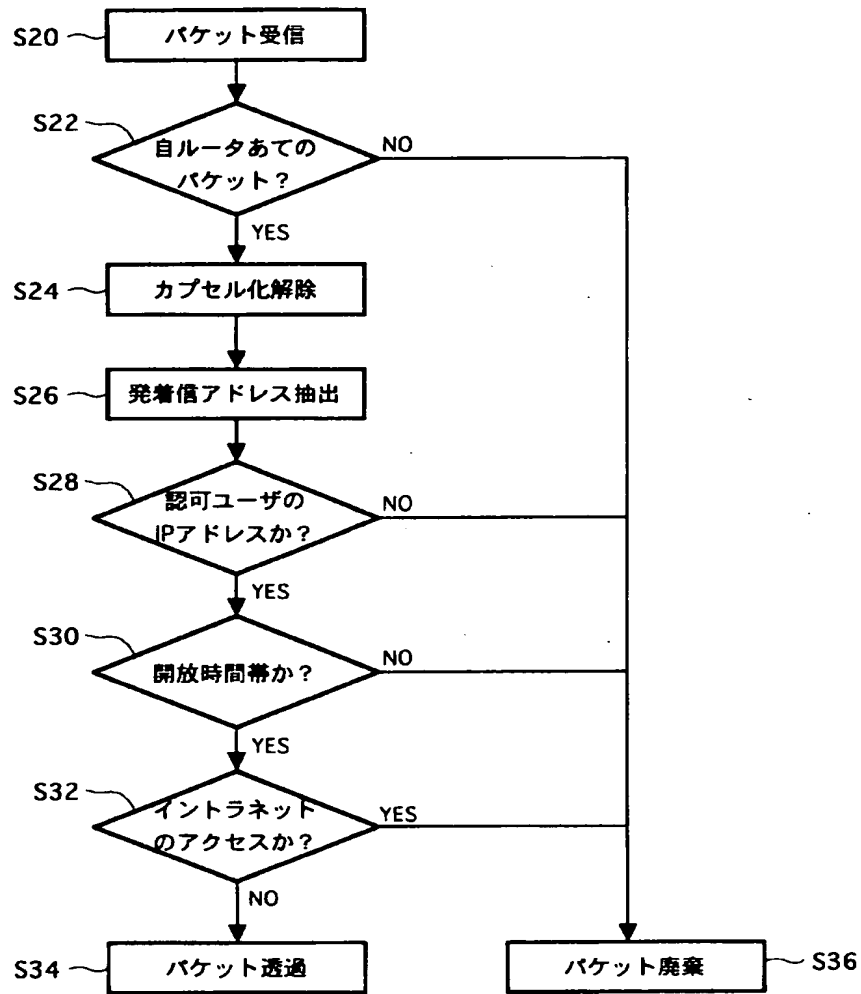 S20
パケット受信
S22
自ルータあての
パケット？
NO
YES
S24
カプセル化解除
S26
発着信アドレス抽出
S28
認可ユーザの
IPアドレスか？
NO
YES
S30
開放時間帯か？
NO
YES
S32
イントラネット
のアクセスか？
YES
NO
S34
パケット透過
パケット廃棄
S36